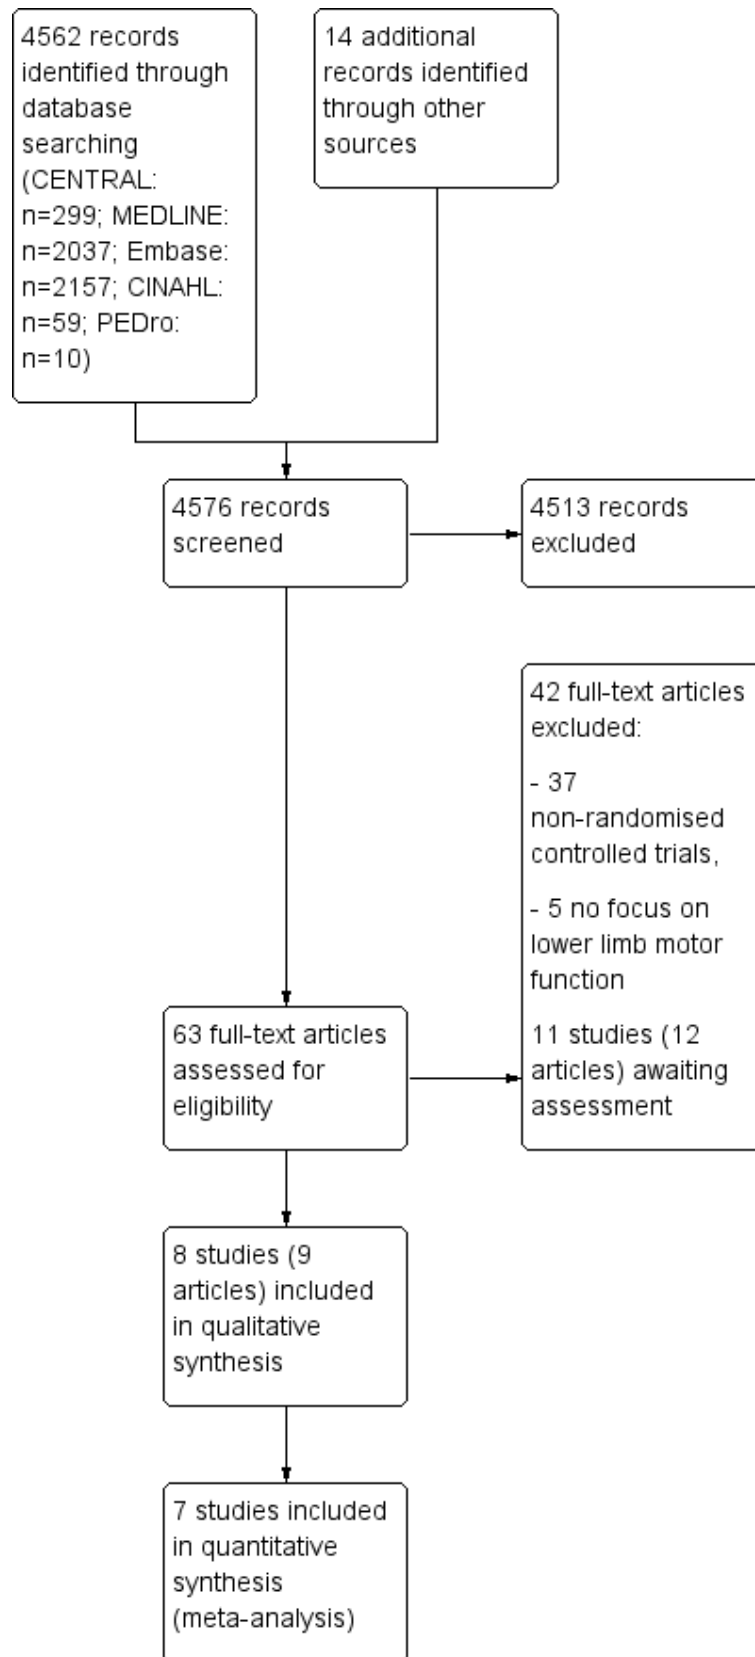 4562 records
identified through
database
searching
(CENTRAL:
n=299; MEDLINE:
n=2037; Embase:
n=2157; CINAHL:
n=59; PEDro:
n=10)
14 additional
records identified
through other
sources
4576 records
screened
4513 records
excluded
42 full-text articles
excluded:
- 37
non-randomised
controlled trials,
- 5 no focus on
lower limb motor
function
11 studies (12
articles) awaiting
assessment
63 full-text articles
assessed for
eligibility
8 studies (9
articles) included
in qualitative
synthesis
7 studies included
in quantitative
synthesis
(meta-analysis)